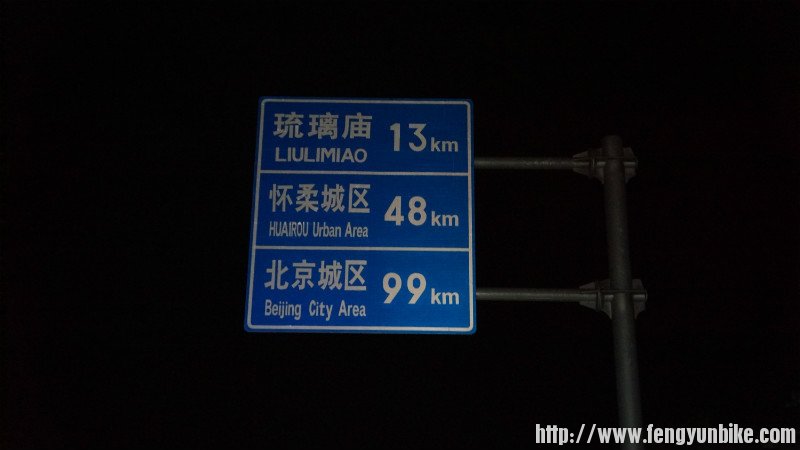 琉璃庙 13km
LIULIMIAO
怀柔城区 48km
HUAIROU Urban Area
北京城区 99km
Beijing City Area
http://www.fengyunbike.com